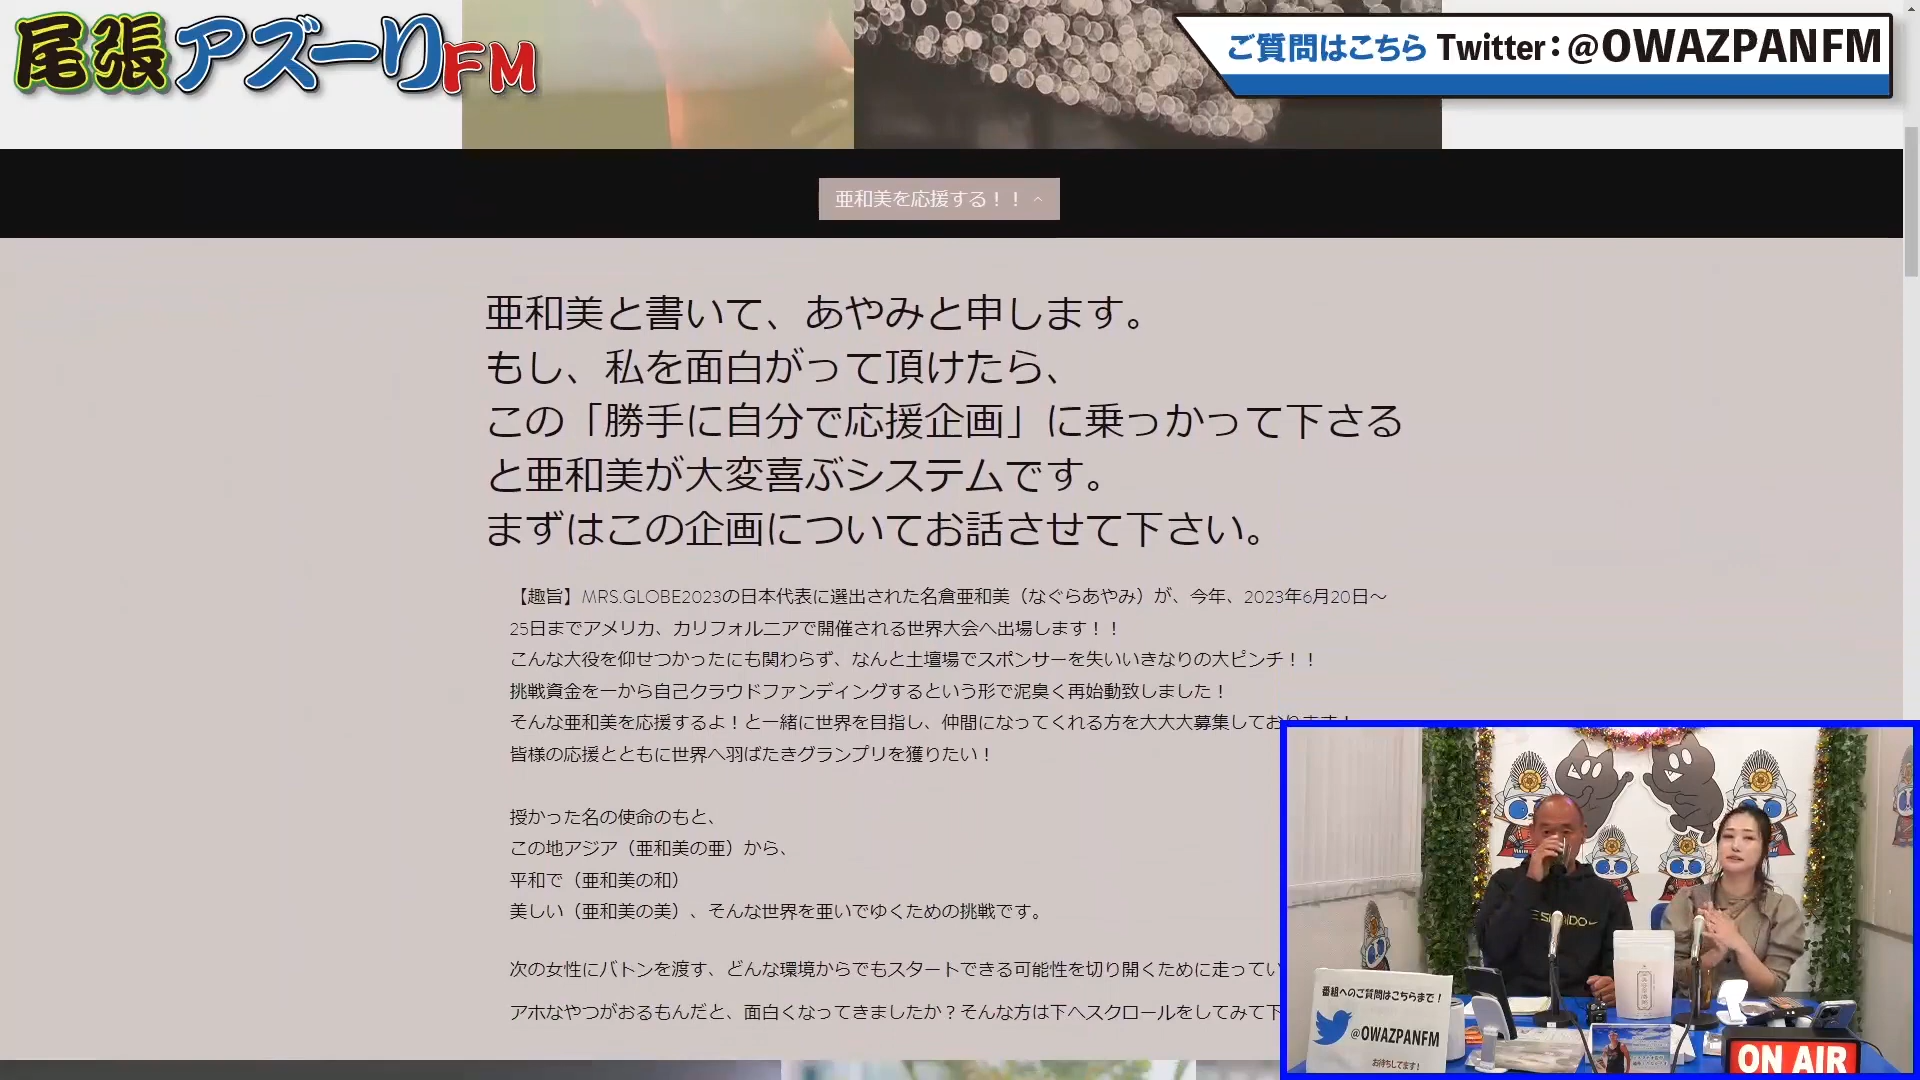 尾張アズーリFM
ご質問はこちら Twitter：@OWAZPANFM
亜和美を応援する！！
亜和美と書いて、あやみと申します。
もし、私を面白がって頂けたら、
この「勝手に自分で応援企画」に乗っかって下さる
と亜和美が大変喜ぶシステムです。
まずはこの企画についてお話させて下さい。
【趣旨】MRS.GLOBE2023の日本代表に選出された名倉亜和美（なぐらあやみ）が、今年、2023年6月20日〜
25日までアメリカ、カリフォルニアで開催される世界大会へ出場します！！
こんな大役を仰せつかったにも関わらず、なんと土壇場でスポンサーを失いいきなりの大ピンチ！！
挑戦資金を一から自己クラウドファンディングするという形で泥臭く再始動致しました！
そんな亜和美を応援するよ！と一緒に世界を目指し、仲間になってくれる方を大大大募集しております！
皆様の応援とともに世界へ羽ばたきグランプリを獲りたい！
授かった名の使命のもと、
この地アジア（亜和美の亜）から、
平和で（亜和美の和）
美しい（亜和美の美）、そんな世界を亜いでゆくための挑戦です。
次の女性にバトンを渡す、どんな環境からでもスタートできる可能性を切り開くために走ってい
アホなやつがおるもんだと、面白くなってきましたか？そんな方は下へスクロールをしてみて下
番組へのご質問はこちらまで！
@OWAZPANFM
お待ちしてます！
ON AIR